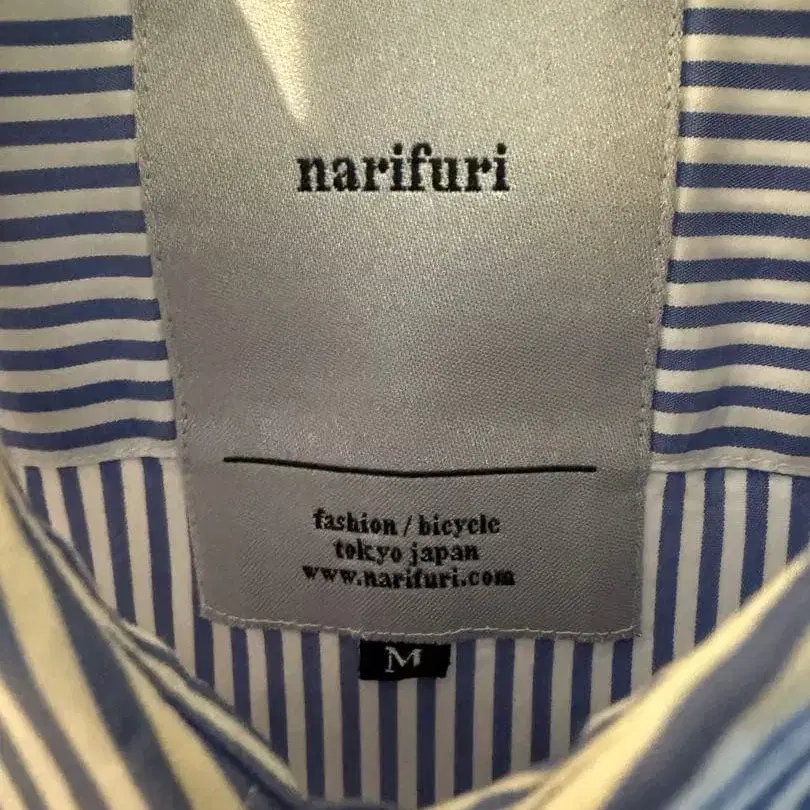 narifuri
fashion / bicycle
tokyo japan
www.narifuri.com
M